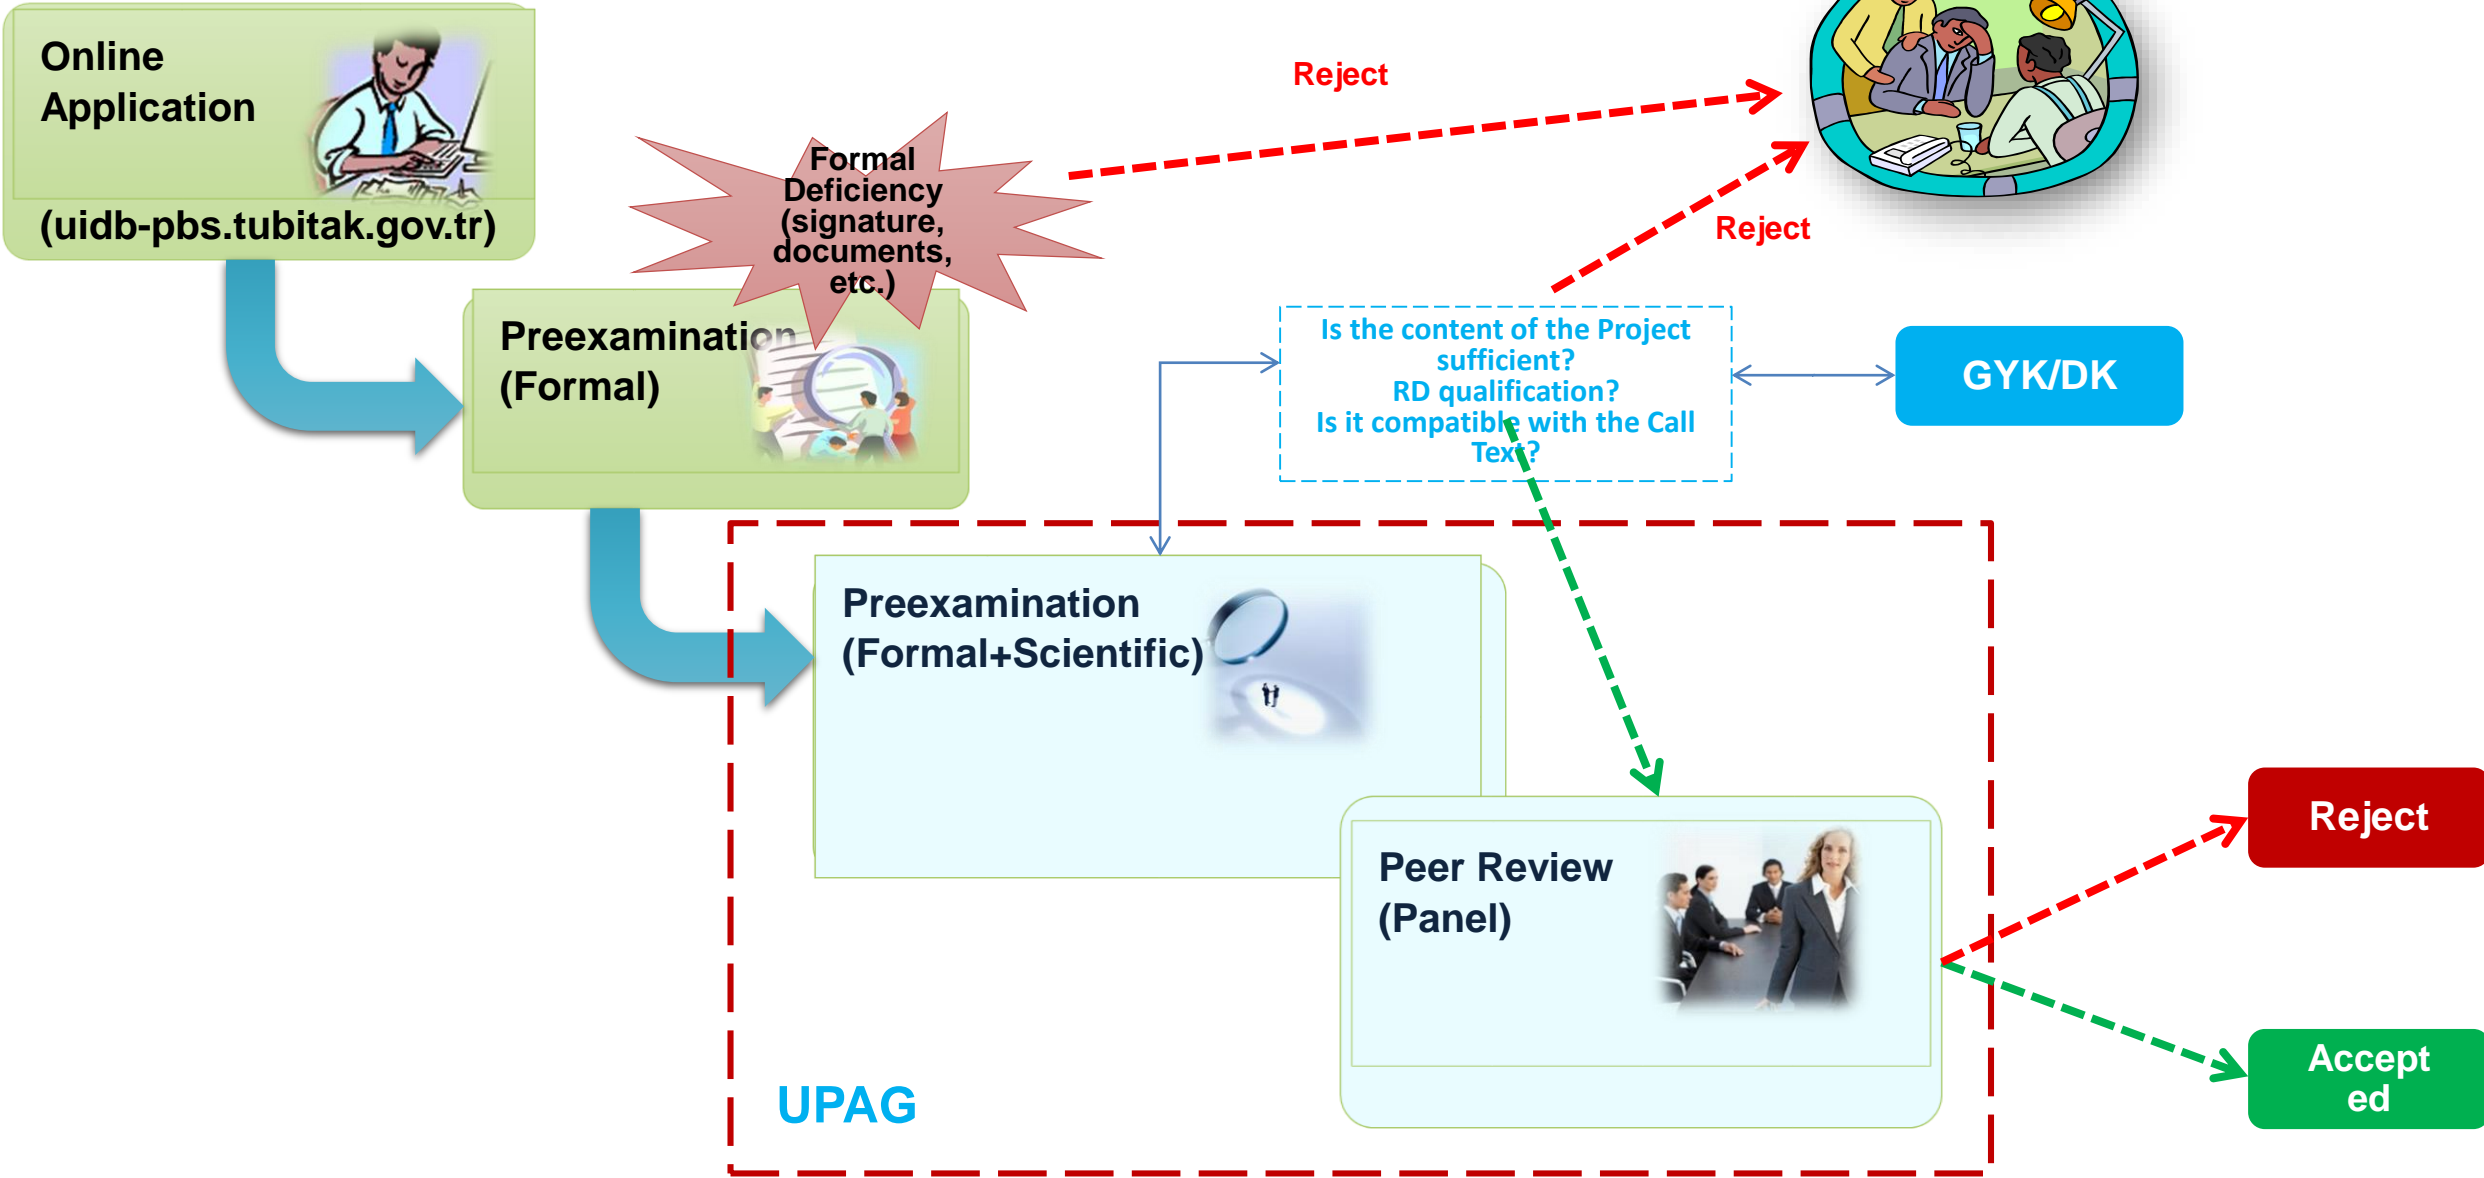 Online
Application
(uidb-pbs.tubitak.gov.tr)
Reject
Formal
Deficiency
(signature,
documents,
etc.)
Reject
Preexamination
(Formal)
Is the content of the Project
sufficient?
RD qualification?
Is it compatible with the Call
Text?
GYK/DK
Preexamination
(Formal+Scientific)
Peer Review
(Panel)
Reject
Accept
ed
UPAG